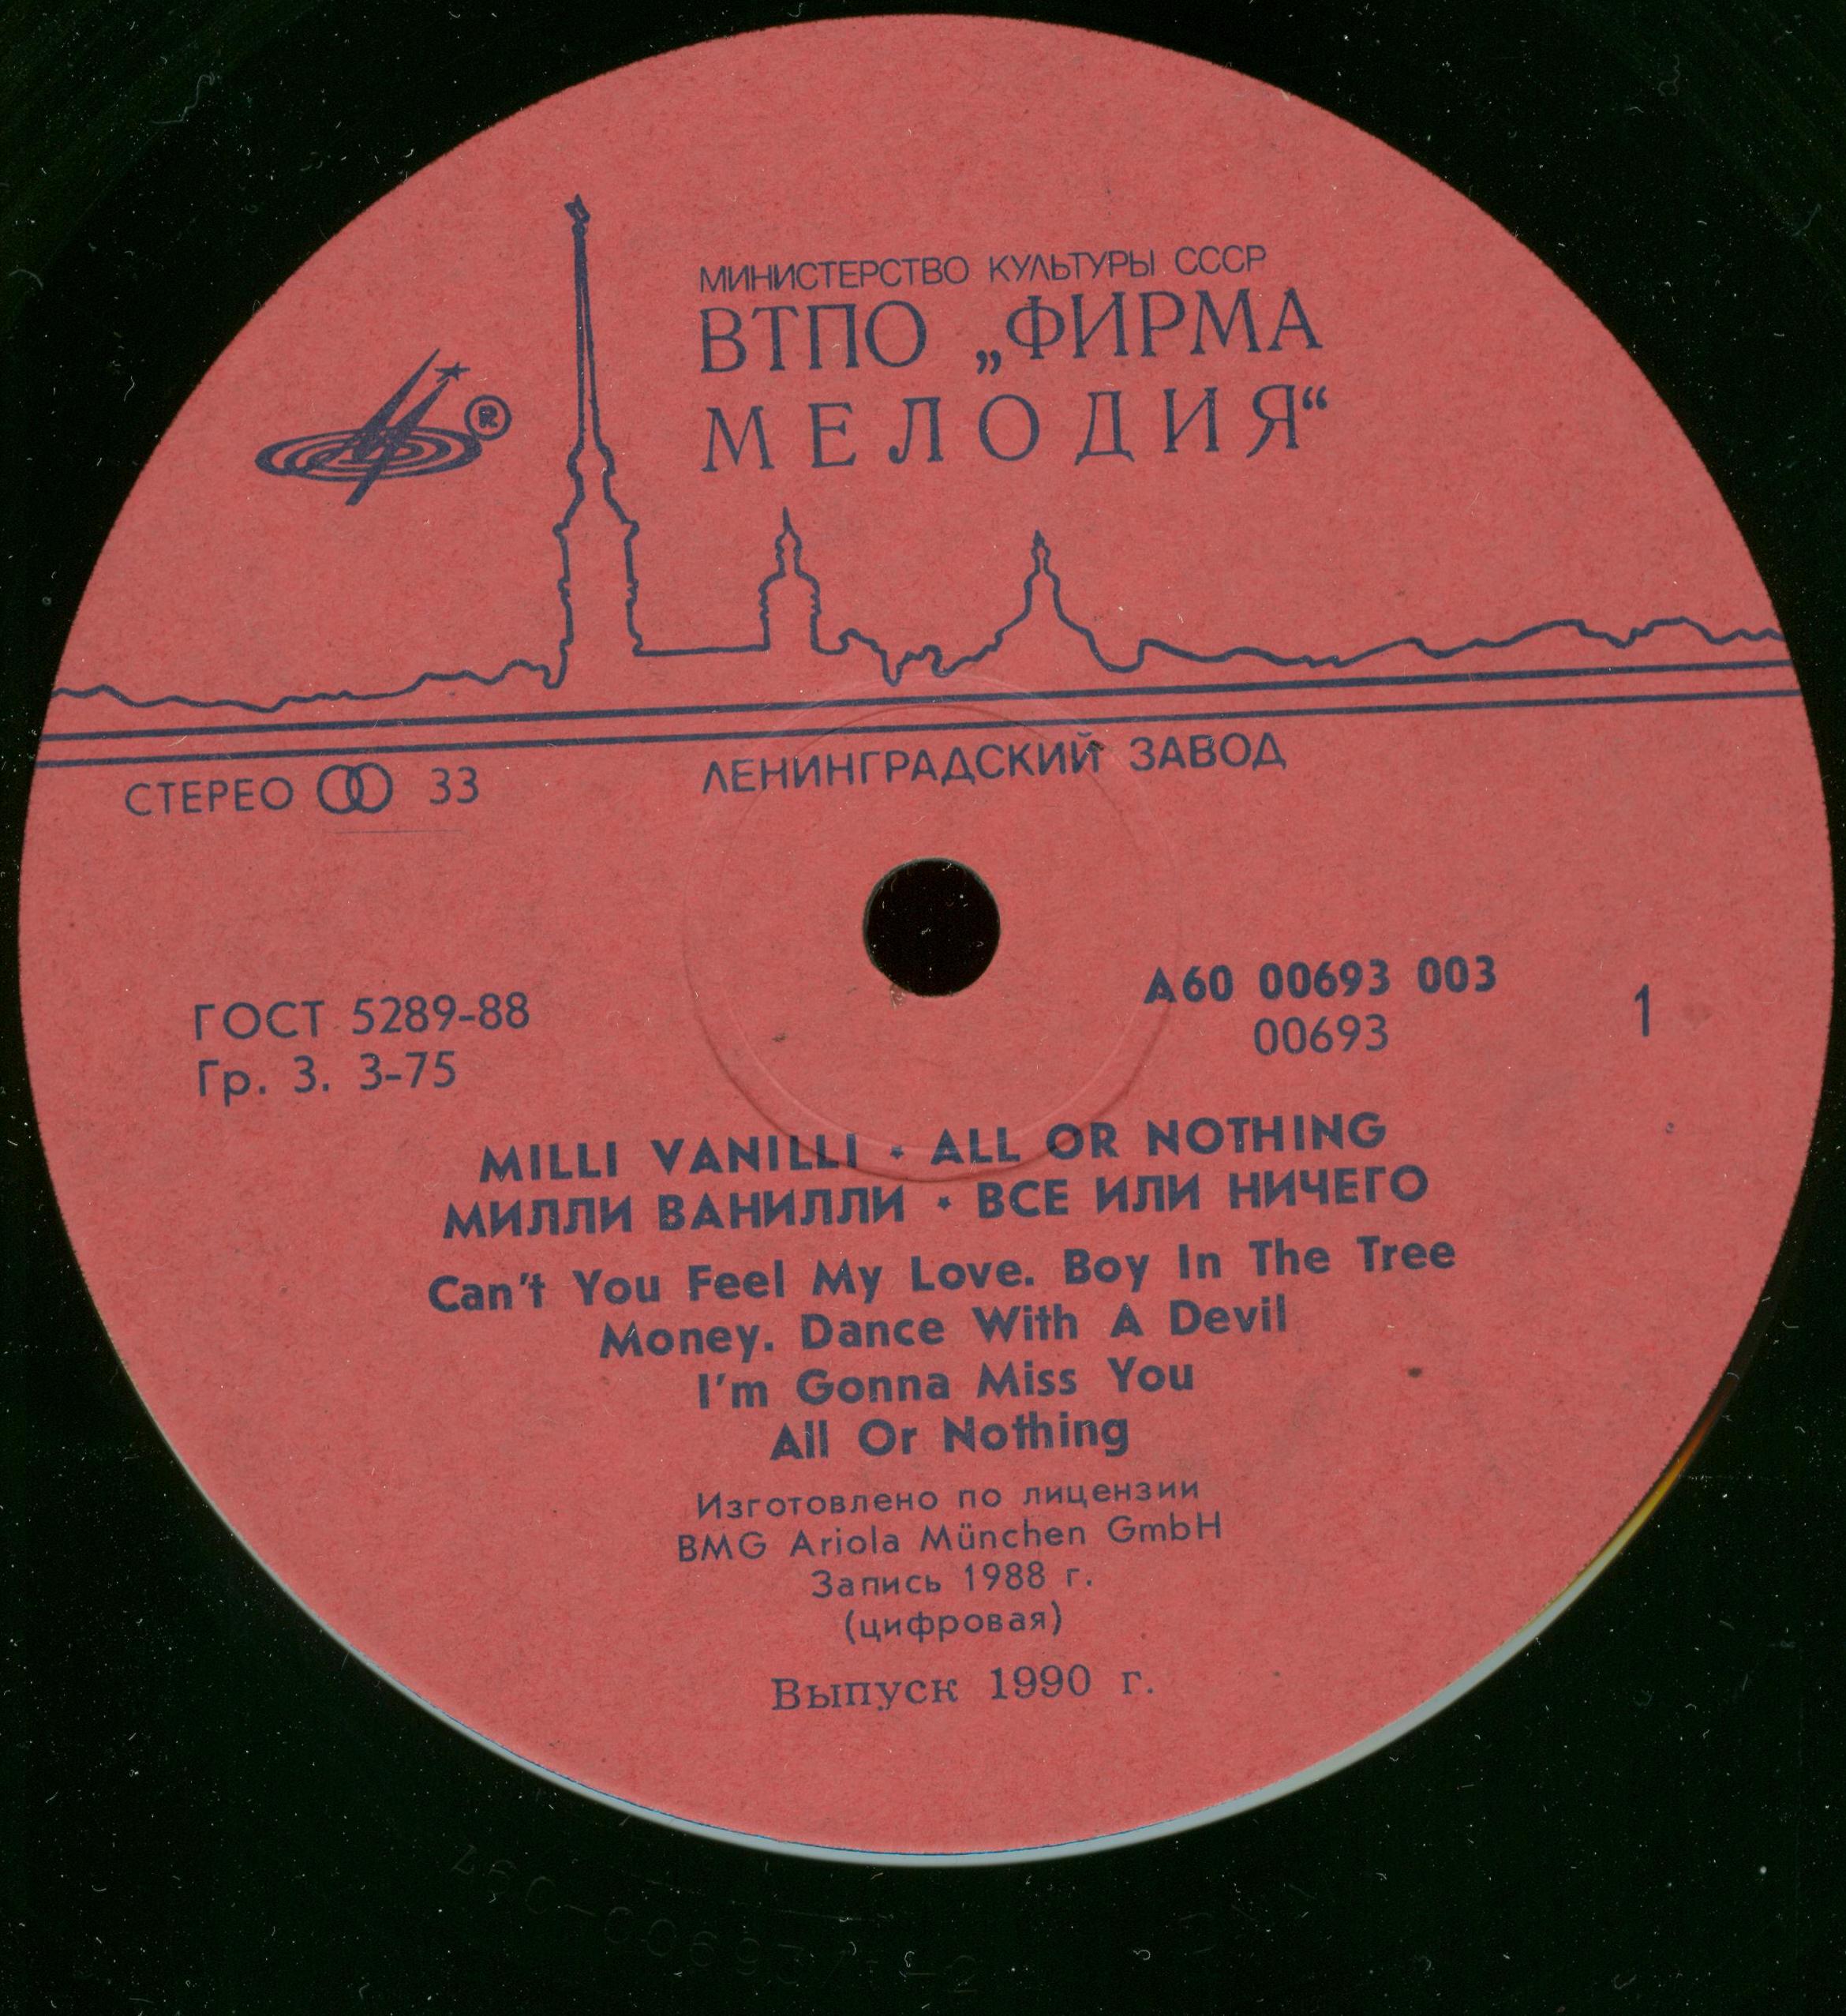 МИНИСТЕРСТВО КУЛЬТУРЫ СССР
ВТПО „ФИРМА
МЕЛОДИЯ“
®
СТЕРЕО 33
ЛЕНИНГРАДСКИЙ ЗАВОД
ГОСТ 5289-88
Гр. 3. 3-75
А60 00693 003
00693
1
MILLI VANILLI · ALL OR NOTHING
МИЛЛИ ВАНИЛЛИ · ВСЕ ИЛИ НИЧЕГО
Can't You Feel My Love. Boy In The Tree
Money. Dance With A Devil
I'm Gonna Miss You
All Or Nothing
Изготовлено по лицензии
BMG Ariola München GmbH
Запись 1988 г.
(цифровая)
Выпуск 1990 г.